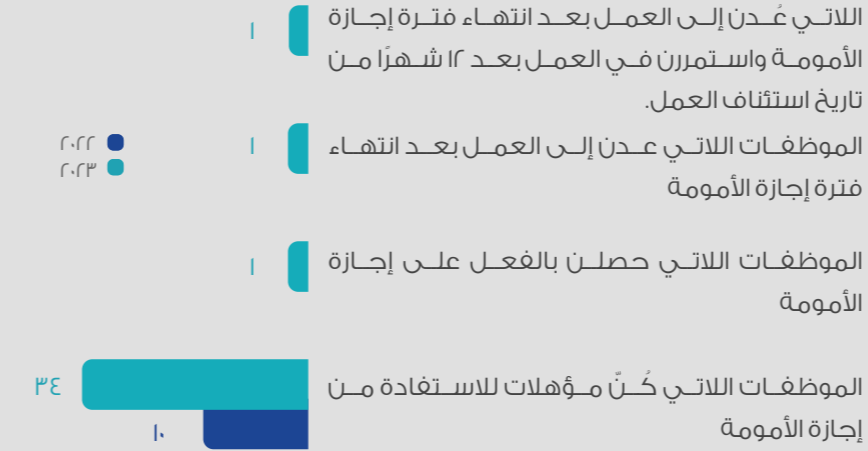 اللاتي عُدن إلى العمل بعد انتهاء فترة إجازة
الأمومة واستمررن في العمل بعد ١٢ شهرًا من
تاريخ استئناف العمل.
١
الموظفات اللاتي عدن إلى العمل بعد انتهاء
فترة إجازة الأمومة
١
٢٠٢٢
٢٠٢٣
الموظفات اللاتي حصلن بالفعل على إجازة
الأمومة
١
الموظفات اللاتي كُنّ مؤهلات للاستفادة من
إجازة الأمومة
٣٤
١٠